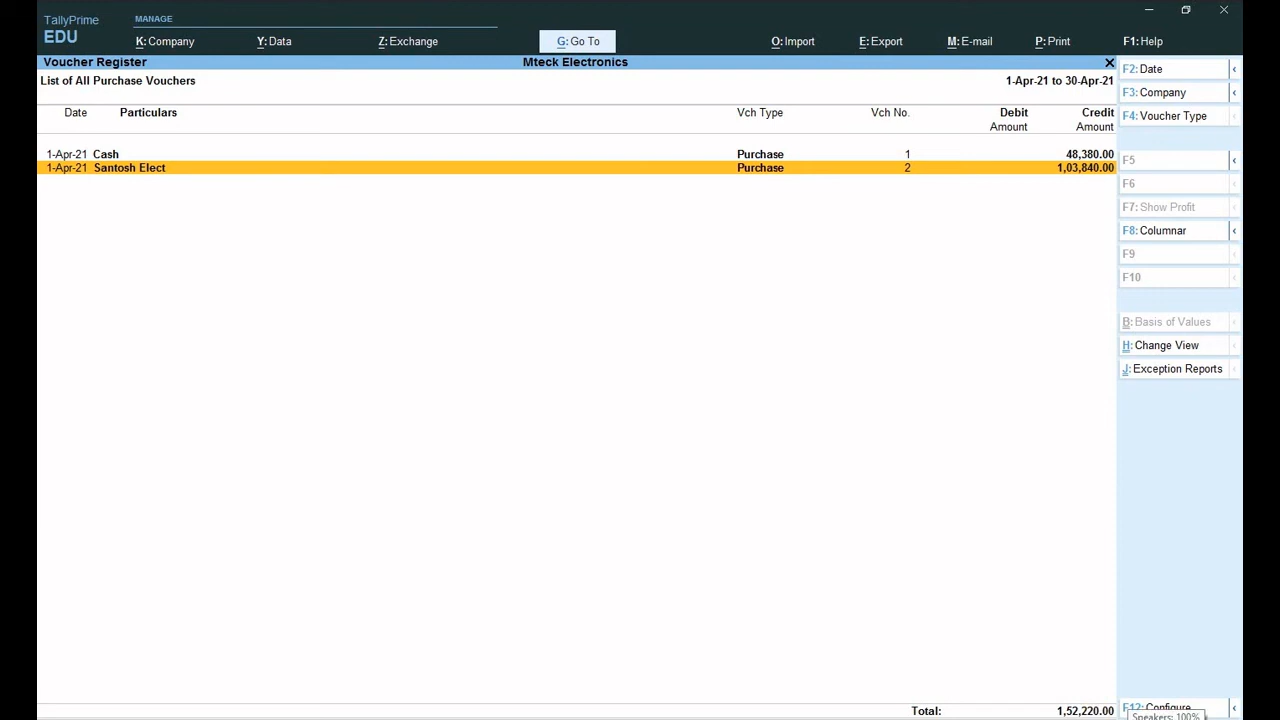 TallyPrime
EDU
MANAGE
K: Company Y: Data Z: Exchange G: Go To O: Import E: Export M: E-mail P: Print F1: Help
Voucher Register Mteck Electronics
List of All Purchase Vouchers 1-Apr-21 to 30-Apr-21
Date Particulars Vch Type Vch No. Debit Credit
Amount Amount
1-Apr-21 Cash Purchase 1 48,380.00
1-Apr-21 Santosh Elect Purchase 2 1,03,840.00
Total: 1,52,220.00
F2: Date
F3: Company
F4: Voucher Type
F5
F6
F7: Show Profit
F8: Columnar
F9
F10
B: Basis of Values
H: Change View
J: Exception Reports
F12: Configure
Speakers: 100%